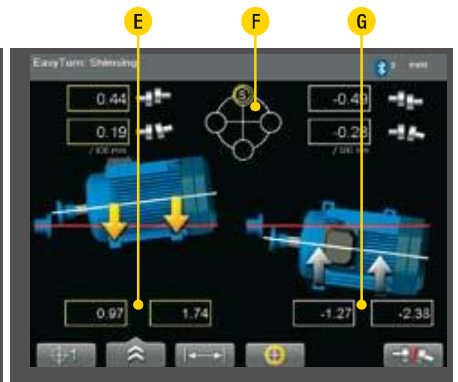 E F G
EasyTurn: Shimming mm
0.44 -0.49
0.19 -0.28
/ 100 mm / 100 mm
S
0.97 1.74 -1.27 -2.38
1